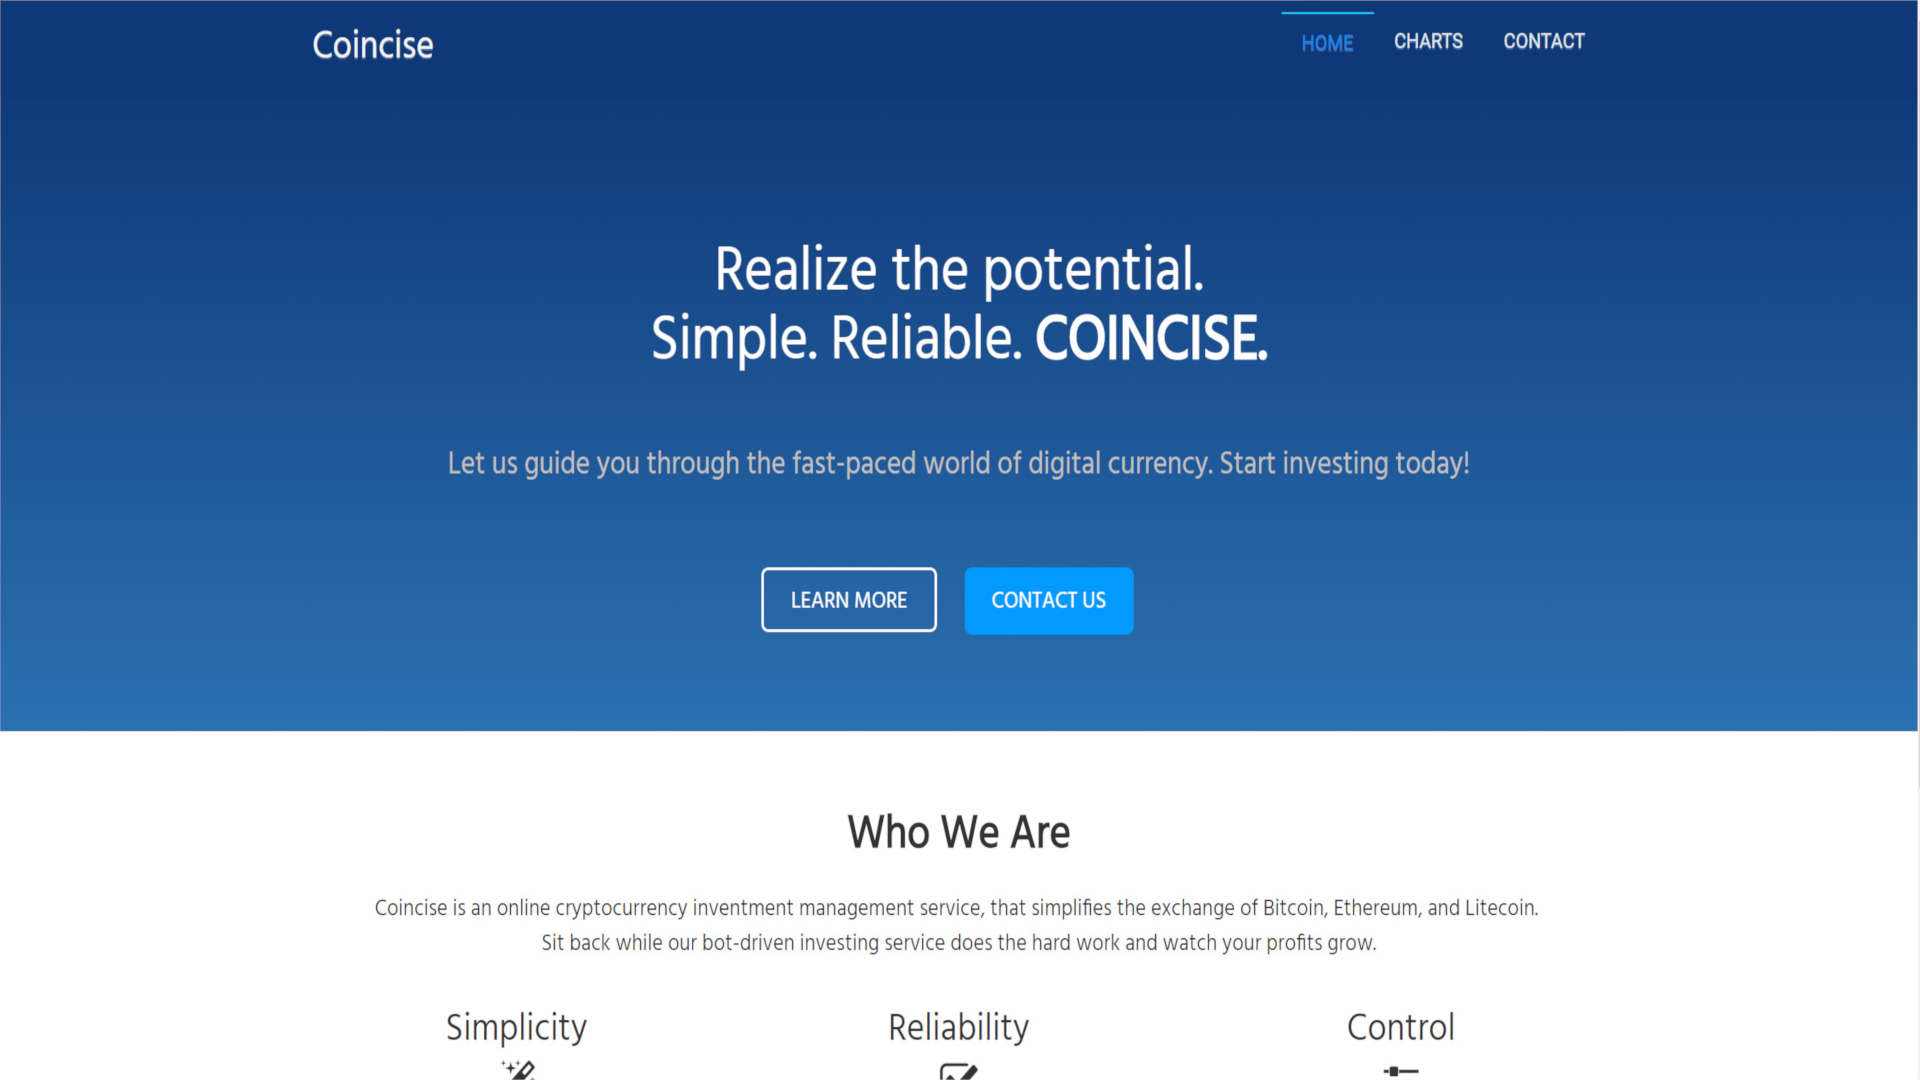 Coincise
HOME CHARTS CONTACT
Realize the potential.
Simple. Reliable. COINCISE.
Let us guide you through the fast-paced world of digital currency. Start investing today!
LEARN MORE CONTACT US
Who We Are
Coincise is an online cryptocurrency inventment management service, that simplifies the exchange of Bitcoin, Ethereum, and Litecoin.
Sit back while our bot-driven investing service does the hard work and watch your profits grow.
Simplicity Reliability Control